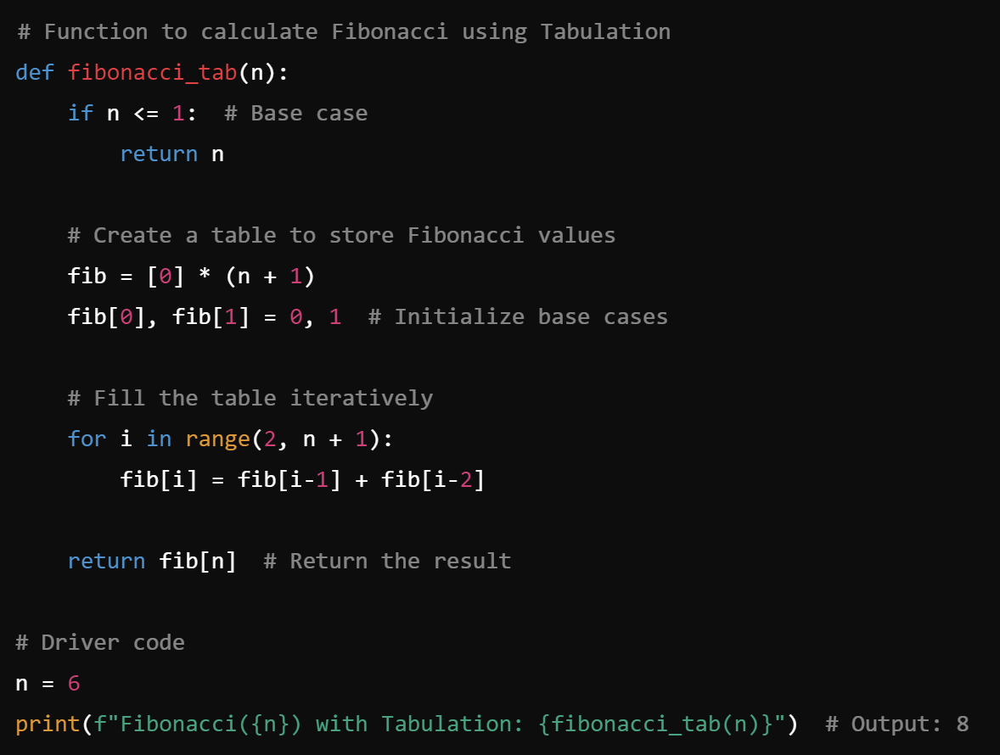 # Function to calculate Fibonacci using Tabulation
def fibonacci_tab(n):
    if n <= 1:  # Base case
        return n
    # Create a table to store Fibonacci values
    fib = [0] * (n + 1)
    fib[0], fib[1] = 0, 1  # Initialize base cases
    # Fill the table iteratively
    for i in range(2, n + 1):
        fib[i] = fib[i-1] + fib[i-2]
    return fib[n]  # Return the result
# Driver code
n = 6
print(f"Fibonacci({n}) with Tabulation: {fibonacci_tab(n)}")  # Output: 8